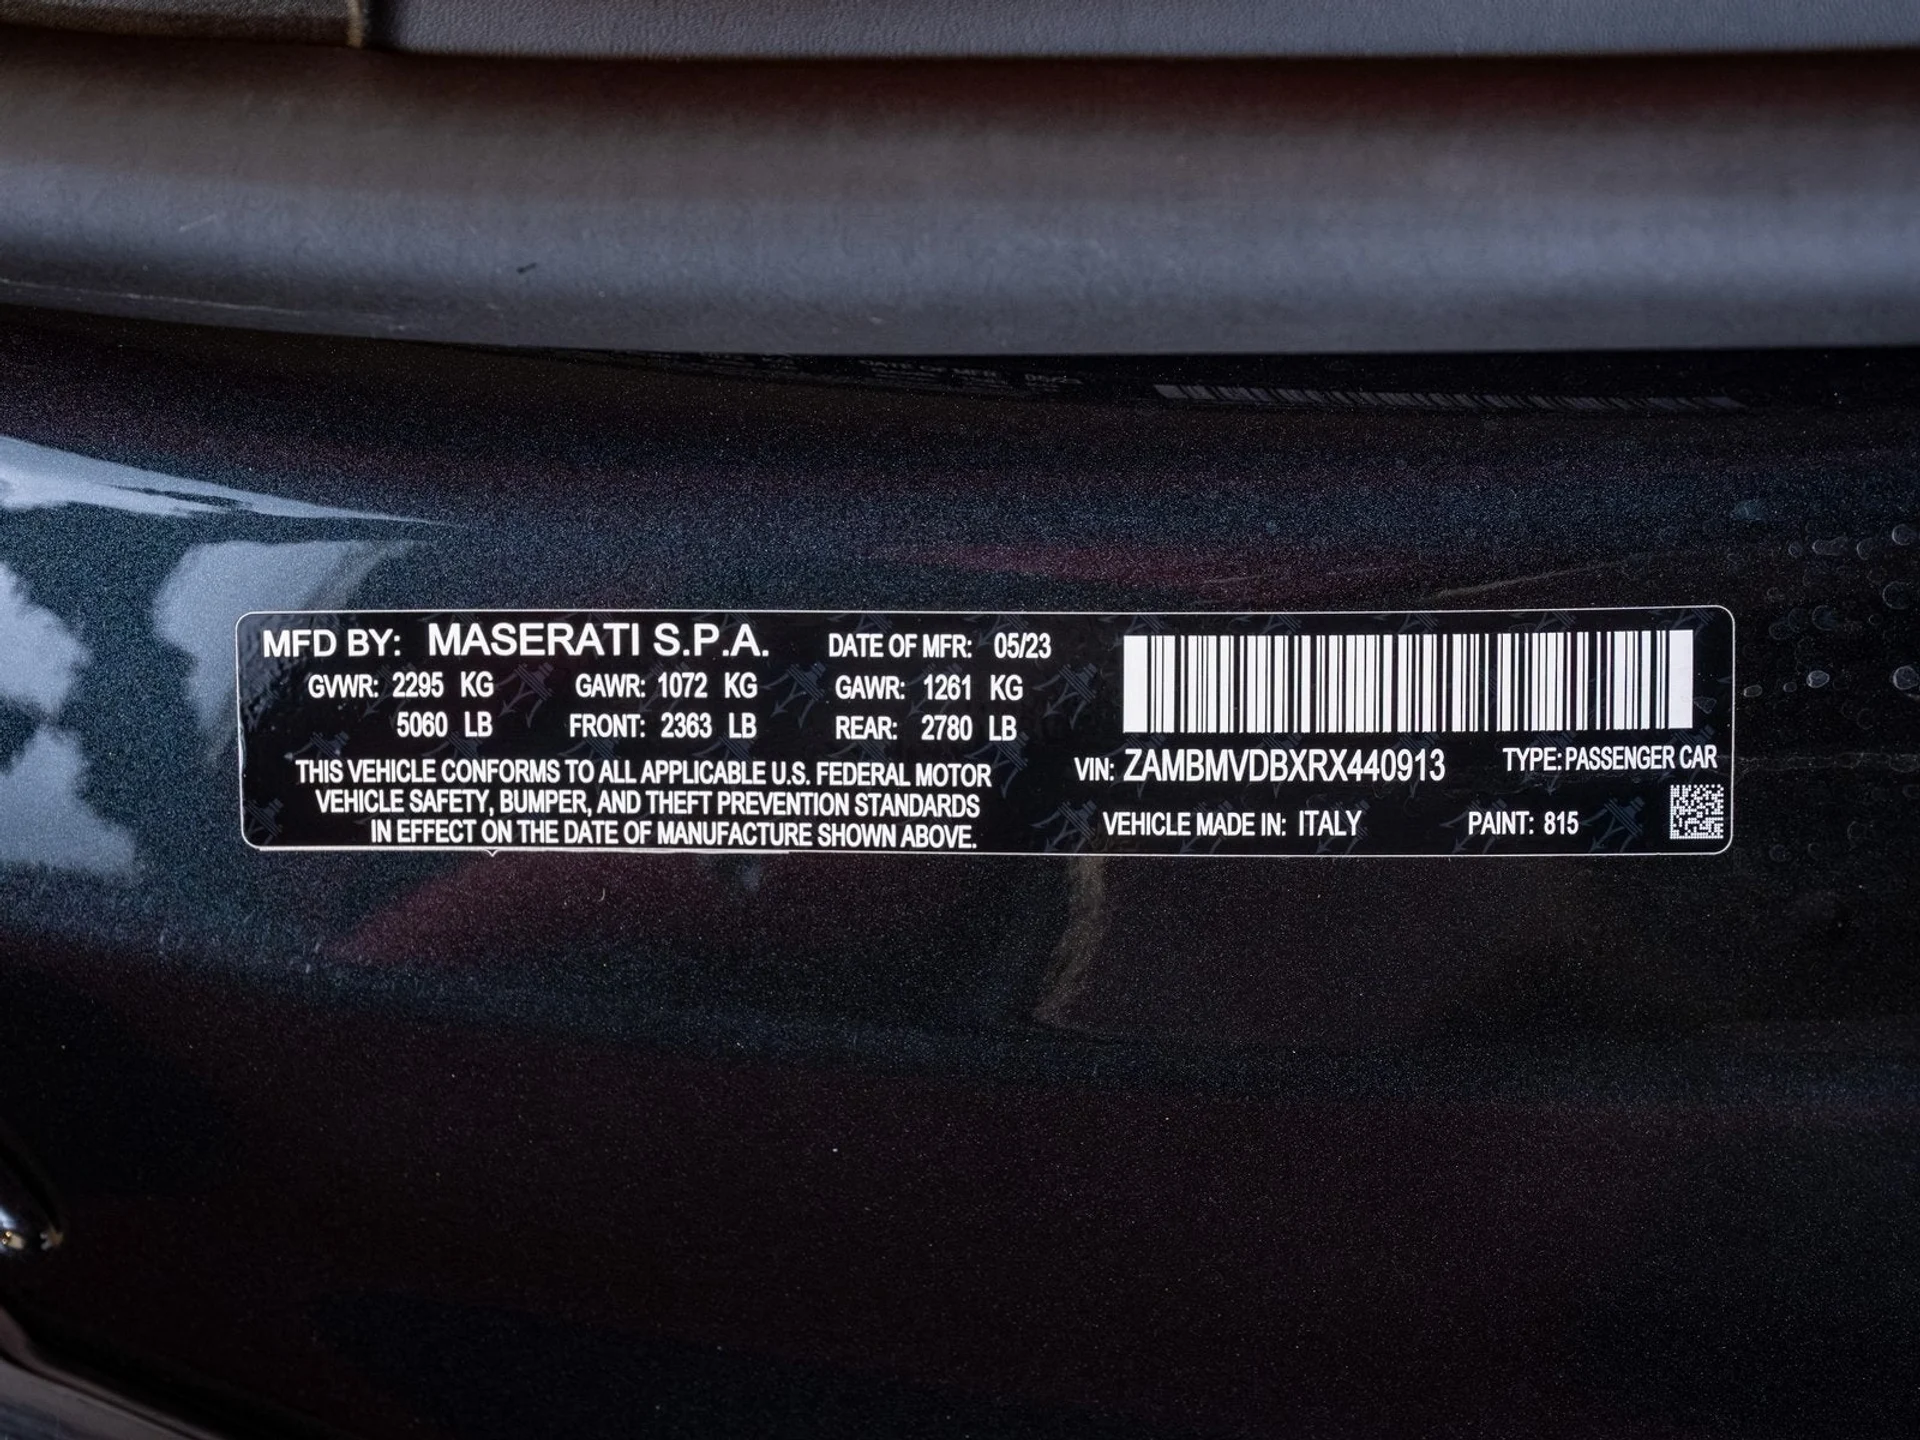 MFD BY: MASERATI S.P.A. DATE OF MFR: 05/23
GVWR: 2295 KG GAWR: 1072 KG GAWR: 1261 KG
5060 LB FRONT: 2363 LB REAR: 2780 LB
THIS VEHICLE CONFORMS TO ALL APPLICABLE U.S. FEDERAL MOTOR
VEHICLE SAFETY, BUMPER, AND THEFT PREVENTION STANDARDS
IN EFFECT ON THE DATE OF MANUFACTURE SHOWN ABOVE.
VIN: ZAMBMVDBXRX440913 TYPE: PASSENGER CAR
VEHICLE MADE IN: ITALY PAINT: 815